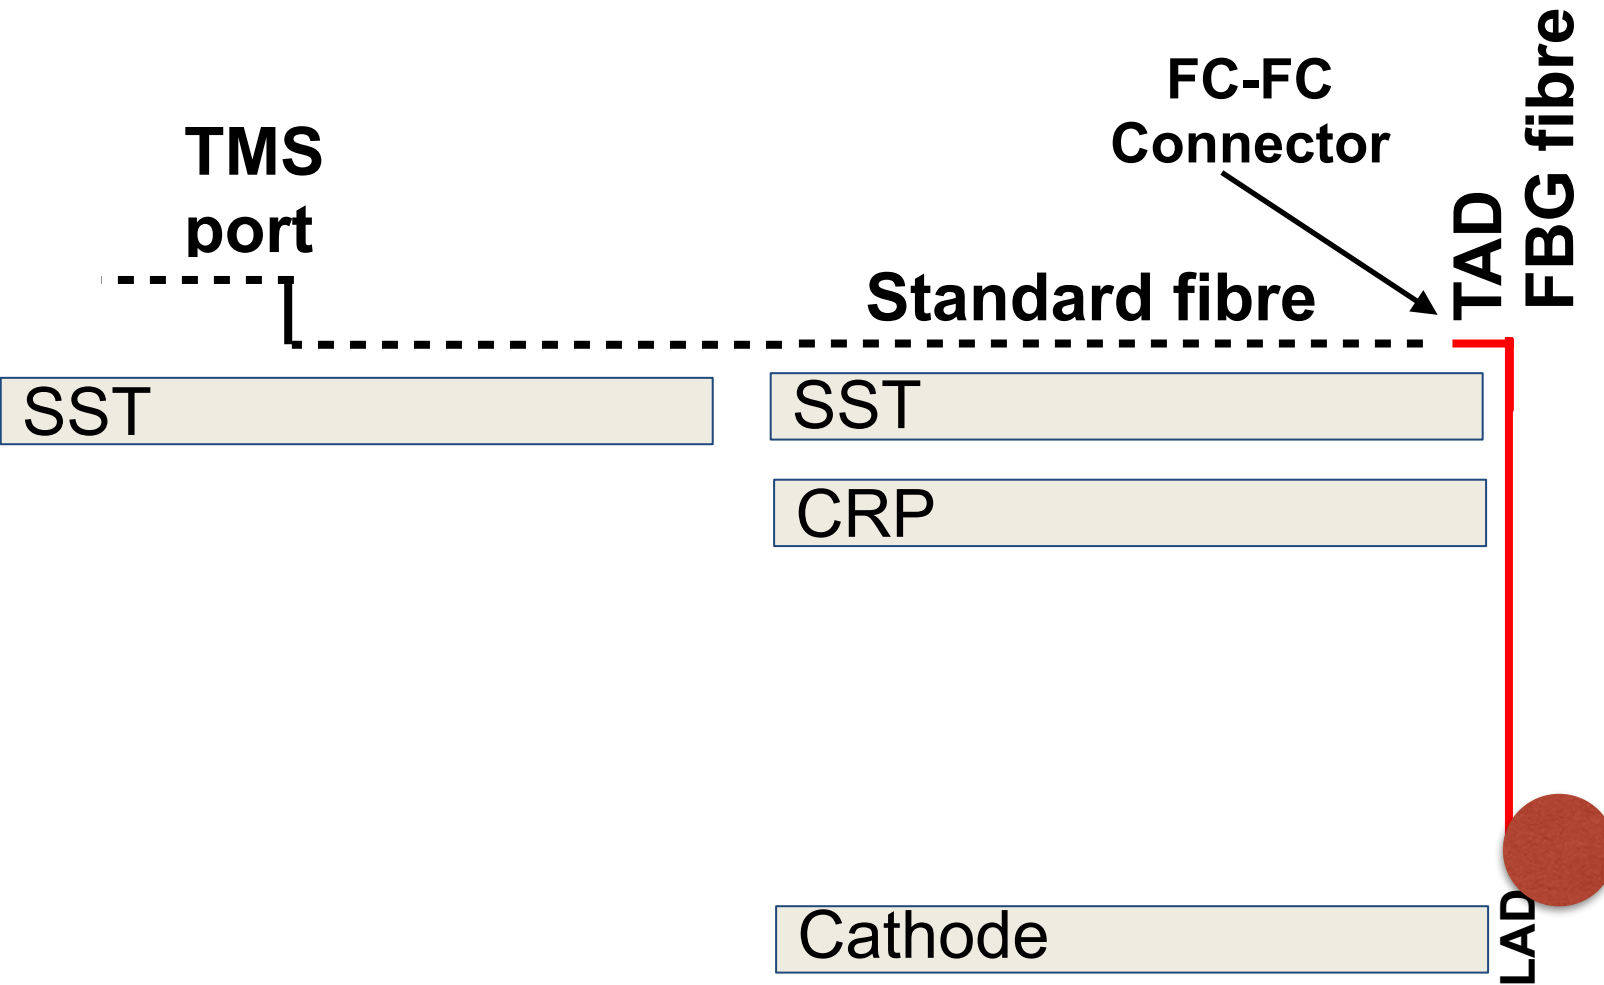 FC-FC
Connector
TMS
port
TAD
FBG fibre
Standard fibre
SST
SST
CRP
LAD
Cathode